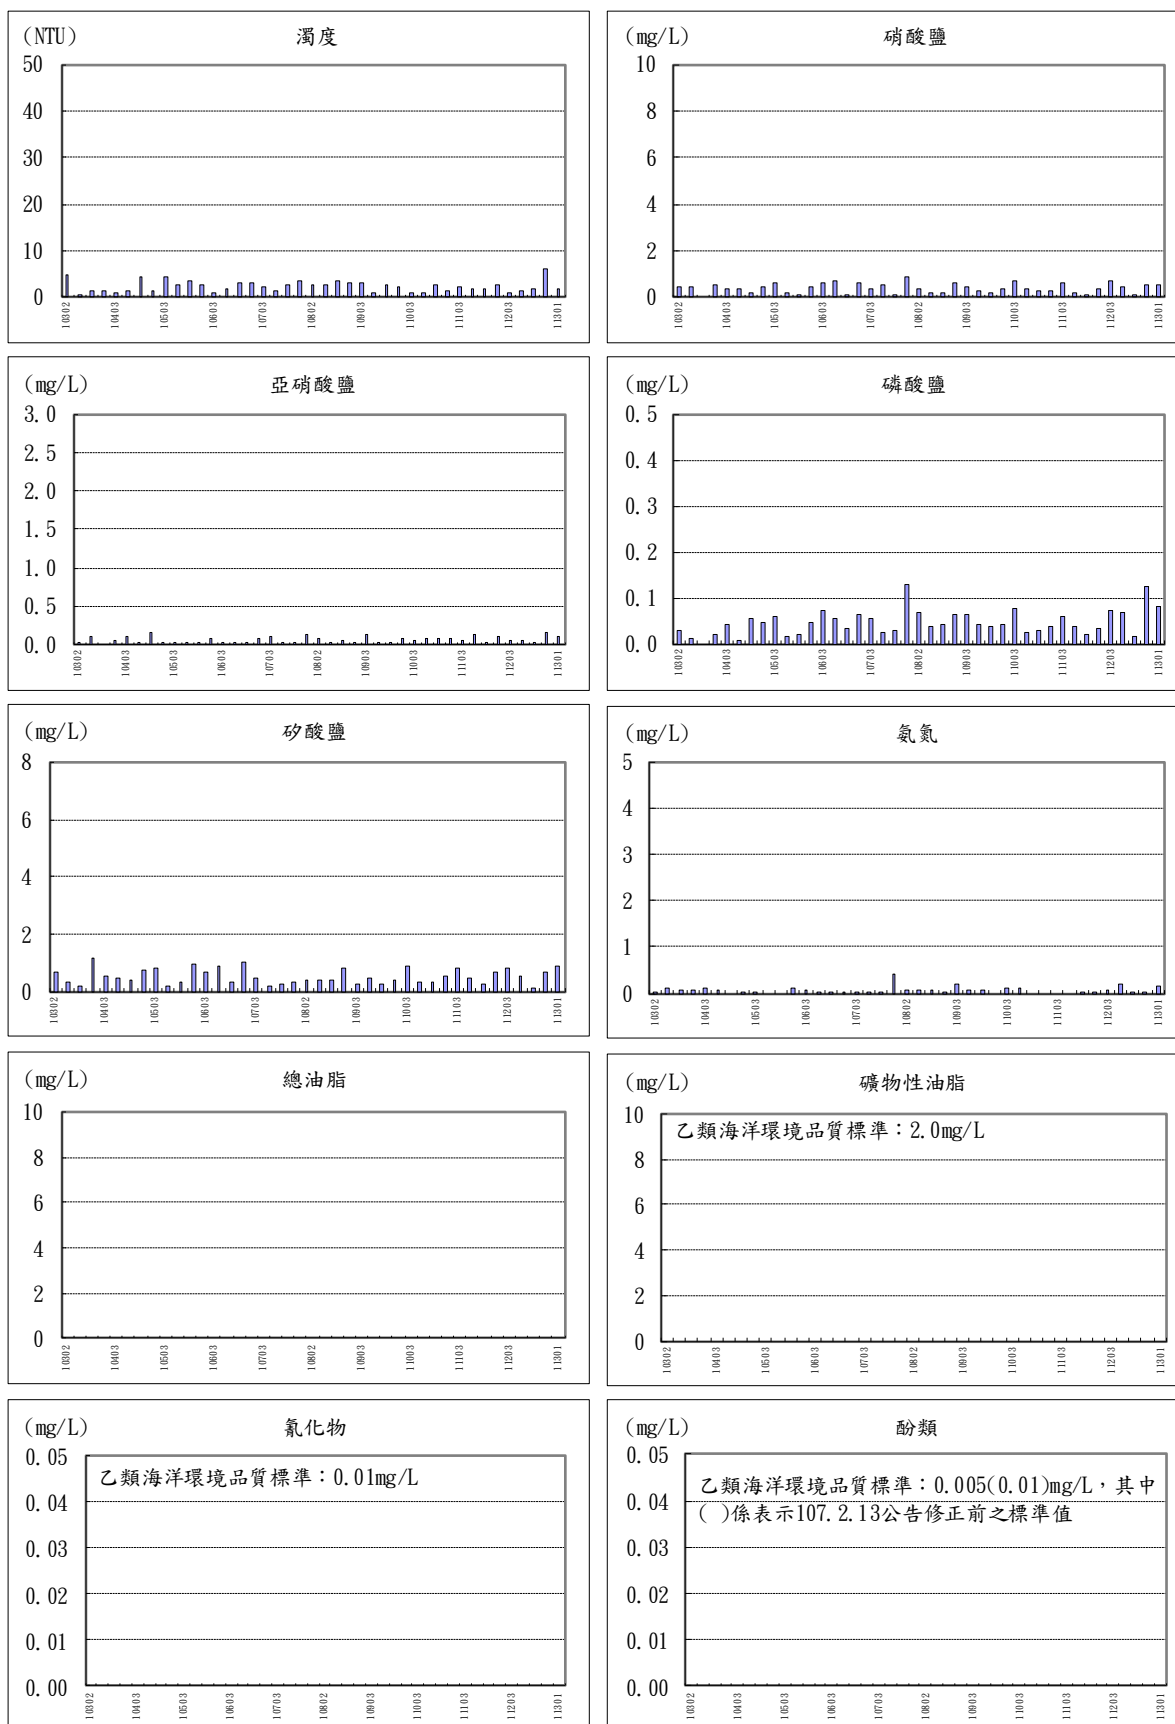 (NTU) 濁度
50
40
30
20
10
0
10302 10403 10503 10603 10703 10802 10903 11003 11103 11203 11301
(mg/L) 硝酸鹽
10
8
6
4
2
0
10302 10403 10503 10603 10703 10802 10903 11003 11103 11203 11301
(mg/L) 亞硝酸鹽
3.0
2.5
2.0
1.5
1.0
0.5
0.0
10302 10403 10503 10603 10703 10802 10903 11003 11103 11203 11301
(mg/L) 磷酸鹽
0.5
0.4
0.3
0.2
0.1
0.0
10302 10403 10503 10603 10703 10802 10903 11003 11103 11203 11301
(mg/L) 矽酸鹽
8
6
4
2
0
10302 10403 10503 10603 10703 10802 10903 11003 11103 11203 11301
(mg/L) 氨氮
5
4
3
2
1
0
10302 10403 10503 10603 10703 10802 10903 11003 11103 11203 11301
(mg/L) 總油脂
10
8
6
4
2
0
10302 10403 10503 10603 10703 10802 10903 11003 11103 11203 11301
(mg/L) 礦物性油脂
乙類海洋環境品質標準：2.0mg/L
10
8
6
4
2
0
10302 10403 10503 10603 10703 10802 10903 11003 11103 11203 11301
(mg/L) 氰化物
乙類海洋環境品質標準：0.01mg/L
0.05
0.04
0.03
0.02
0.01
0.00
10302 10403 10503 10603 10703 10802 10903 11003 11103 11203 11301
(mg/L) 酚類
乙類海洋環境品質標準：0.005(0.01)mg/L，其中
( )係表示107.2.13公告修正前之標準值
0.05
0.04
0.03
0.02
0.01
0.00
10302 10403 10503 10603 10703 10802 10903 11003 11103 11203 11301